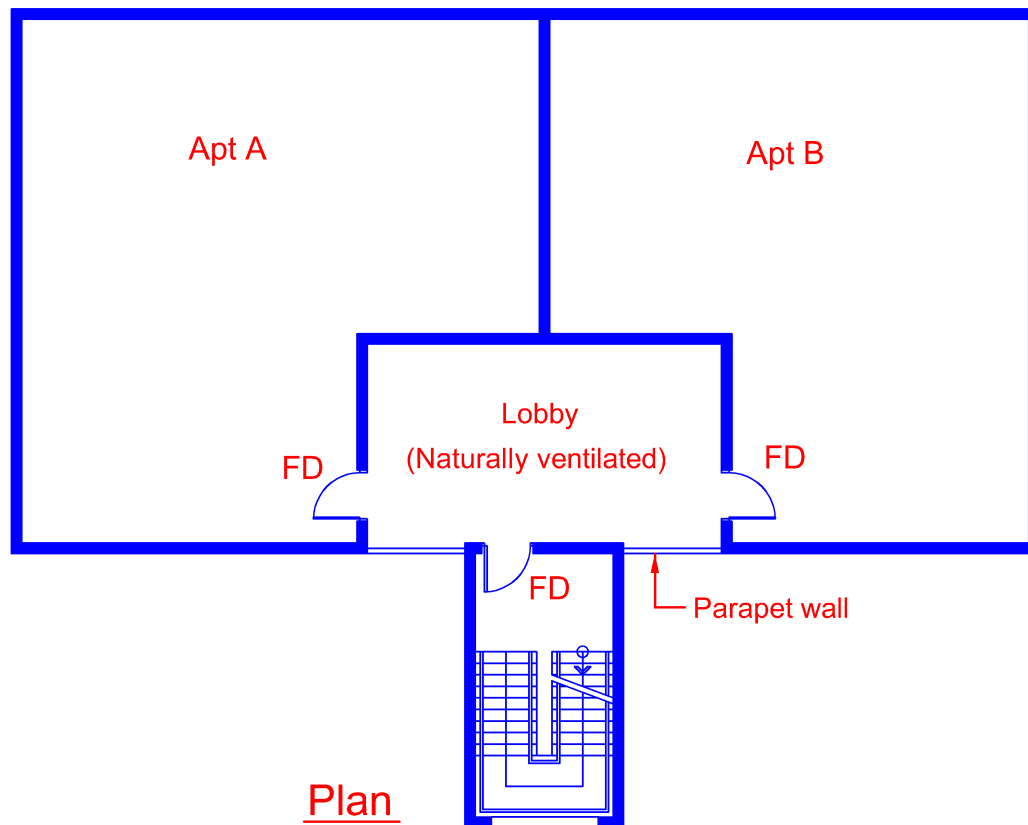 Apt A
Apt B
Lobby
(Naturally ventilated)
FD
FD
FD
Parapet wall
Plan